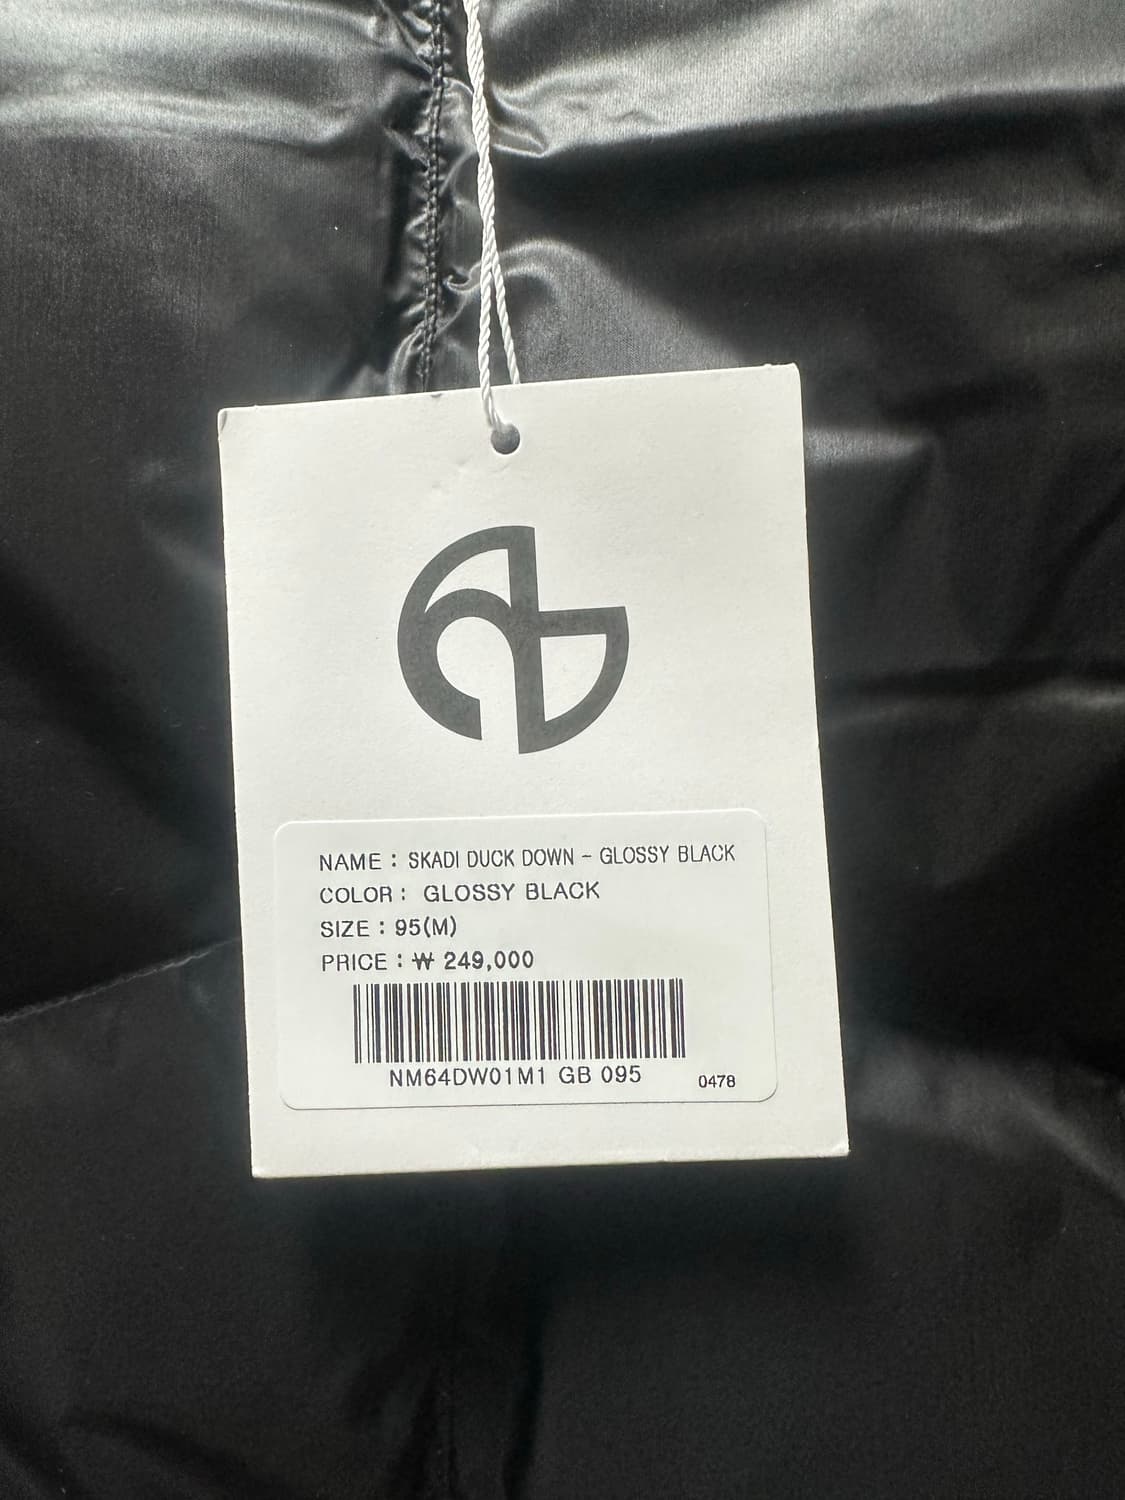 NAME : SKADI DUCK DOWN - GLOSSY BLACK
COLOR : GLOSSY BLACK
SIZE : 95(M)
PRICE : ₩ 249,000
NM64DW01M1 GB 095
0478